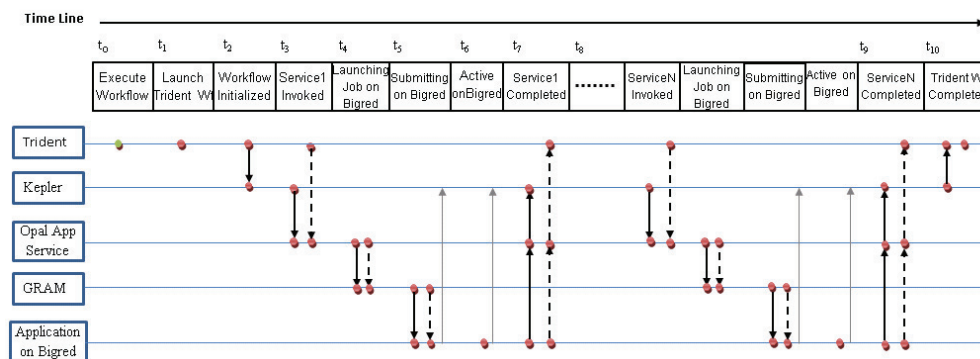 Time Line
t0 t1 t2 t3 t4 t5 t6 t7 t8 t9 t10
Execute Workflow
Launch Trident Wf
Workflow Initialized
Service1 Invoked
Launching Job on Bigred
Submitting on Bigred
Active onBigred
Service1 Completed
.......
ServiceN Invoked
Launching Job on Bigred
Submitting on Bigred
Active on Bigred
ServiceN Completed
Trident W Complete
Trident
Kepler
Opal App
Service
GRAM
Application
on Bigred